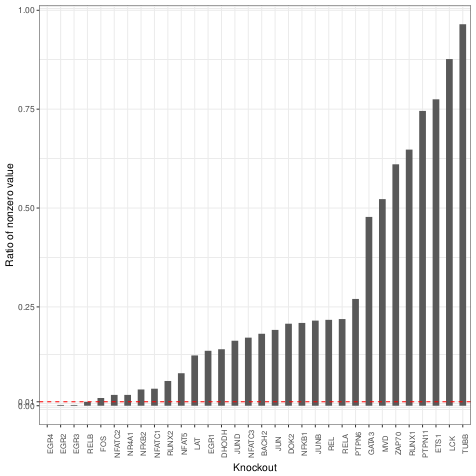 1.00
0.75
0.50
0.25
0.01
0.00
Ratio of nonzero value
EGR4
EGR2
EGR3
RELB
FOS
NFATC2
NR4A1
NFKB2
NFATC1
RUNX2
NFAT5
LAT
EGR1
DHODH
JUND
NFATC3
BACH2
JUN
DOK2
NFKB1
JUNB
REL
RELA
PTPN6
GATA3
MVD
ZAP70
RUNX1
PTPN11
ETS1
LCK
TUBB
Knockout